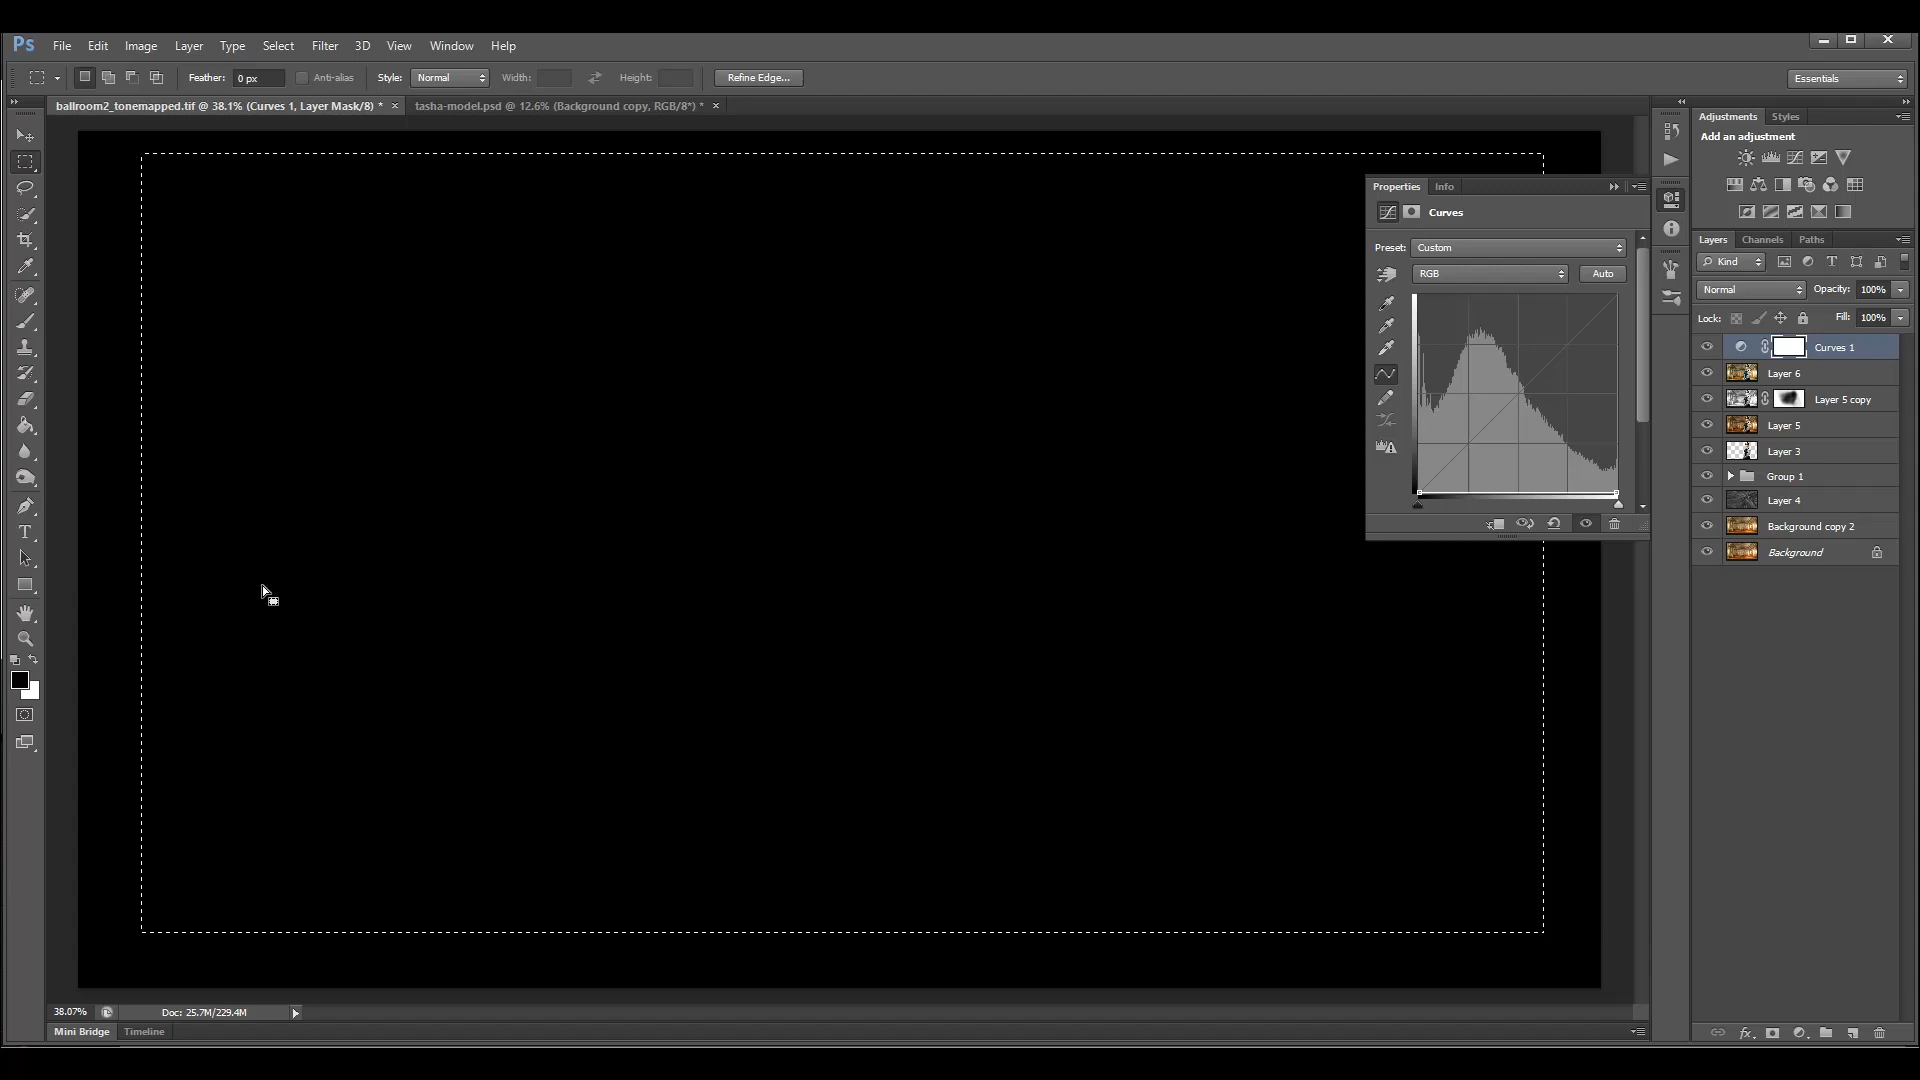 Ps File Edit Image Layer Type Select Filter 3D View Window Help
Feather: 0 px Anti-alias Style: Normal Width: Height: Refine Edge... Essentials
ballroom2_tonemapped.tif @ 38.1% (Curves 1, Layer Mask/8) * × tasha-model.psd @ 12.6% (Background copy, RGB/8*) * ×
Adjustments Styles
Add an adjustment
Properties Info
Curves
Preset: Custom
RGB Auto
Layers Channels Paths
Kind T
Normal Opacity: 100%
Lock: Fill: 100%
Curves 1
Layer 6
Layer 5 copy
Layer 5
Layer 3
Group 1
Layer 4
Background copy 2
Background
T
38.07% Doc: 25.7M/229.4M
Mini Bridge Timeline
fx